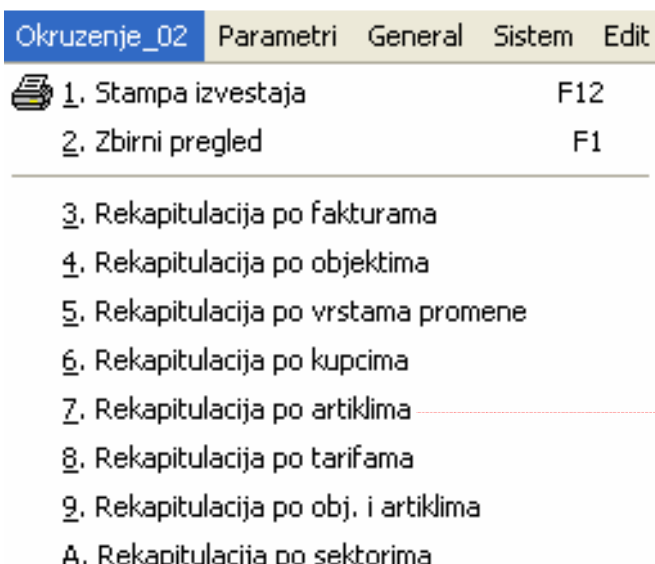 Okruzenje_02 Parametri General Sistem Edit
1. Stampa izvestaja F12
2. Zbirni pregled F1
3. Rekapitulacija po fakturama
4. Rekapitulacija po objektima
5. Rekapitulacija po vrstama promene
6. Rekapitulacija po kupcima
7. Rekapitulacija po artiklima
8. Rekapitulacija po tarifama
9. Rekapitulacija po obj. i artiklima
A. Rekapitulacija po sektorima